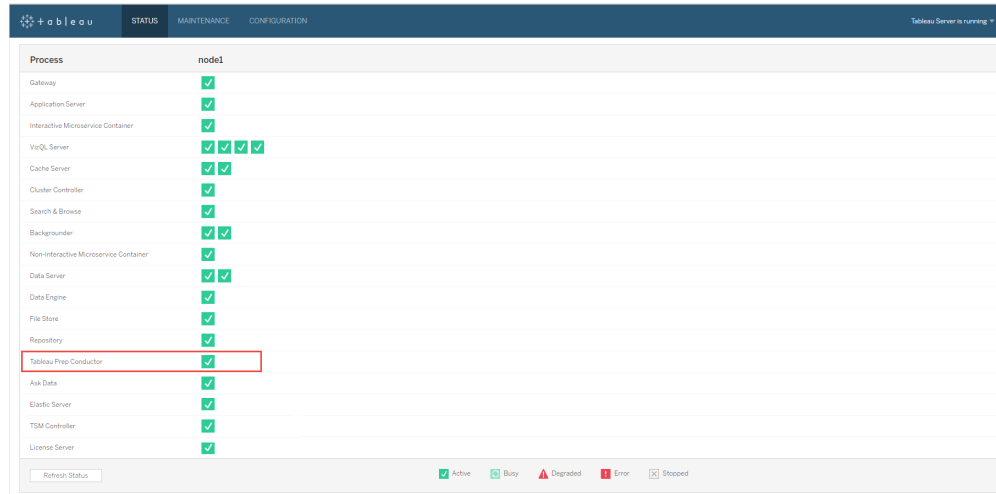 + a b | e a u STATUS MAINTENANCE CONFIGURATION Tableau Server is running
Process node1
Gateway
Application Server
Interactive Microservice Container
VizQL Server
Cache Server
Cluster Controller
Search & Browse
Backgrounder
Non-Interactive Microservice Container
Data Server
Data Engine
File Store
Repository
Tableau Prep Conductor
Ask Data
Elastic Server
TSM Controller
License Server
Refresh Status Active Busy Degraded Error Stopped